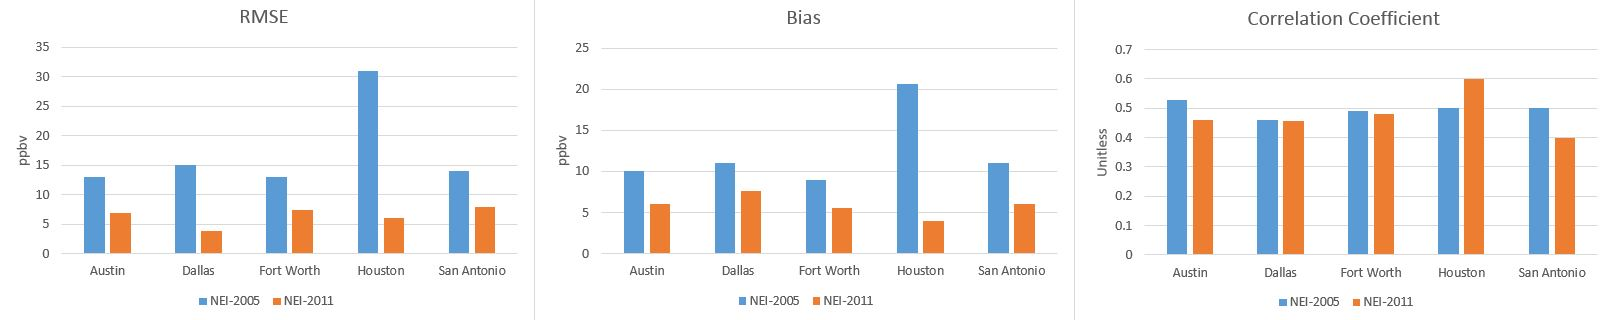 RMSE
35
30
25
20
15
10
5
0
ppbv
Austin Dallas Fort Worth Houston San Antonio
NEI-2005 NEI-2011
Bias
25
20
15
10
5
0
ppbv
Austin Dallas Fort Worth Houston San Antonio
NEI-2005 NEI-2011
Correlation Coefficient
0.7
0.6
0.5
0.4
0.3
0.2
0.1
0
Unitless
Austin Dallas Fort Worth Houston San Antonio
NEI-2005 NEI-2011